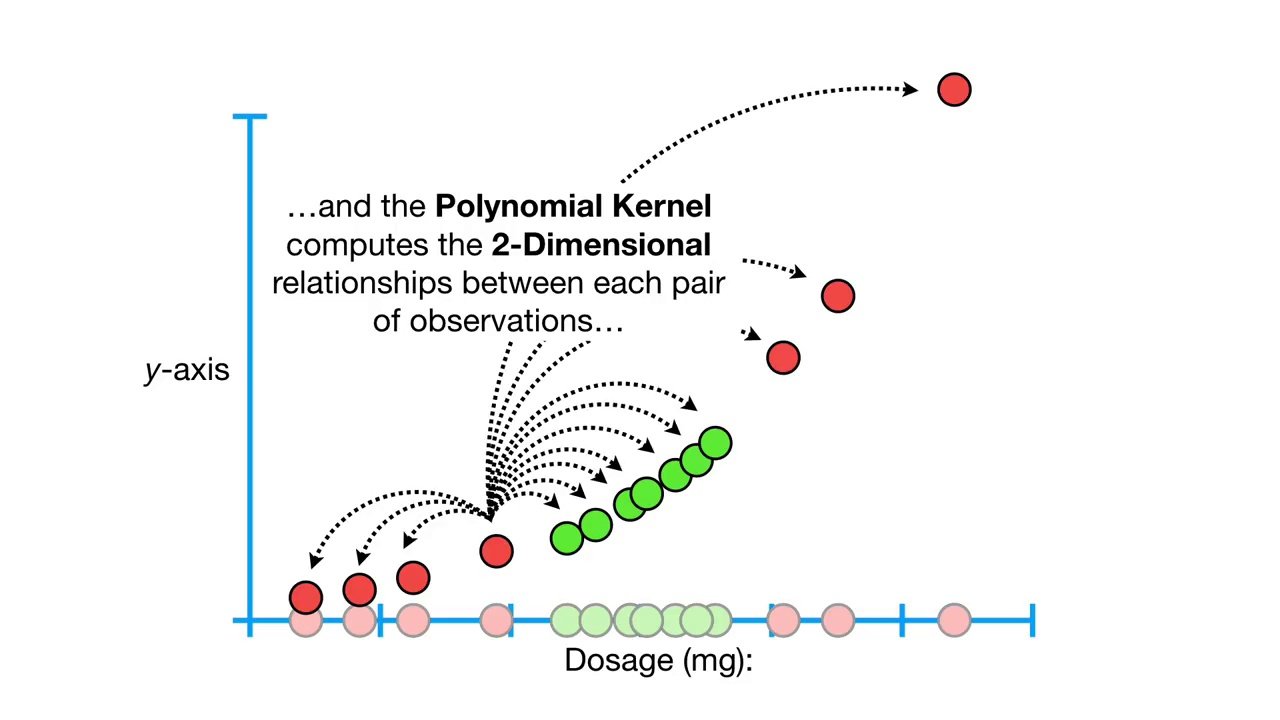 …and the Polynomial Kernel
computes the 2-Dimensional
relationships between each pair
of observations…
y-axis
Dosage (mg):